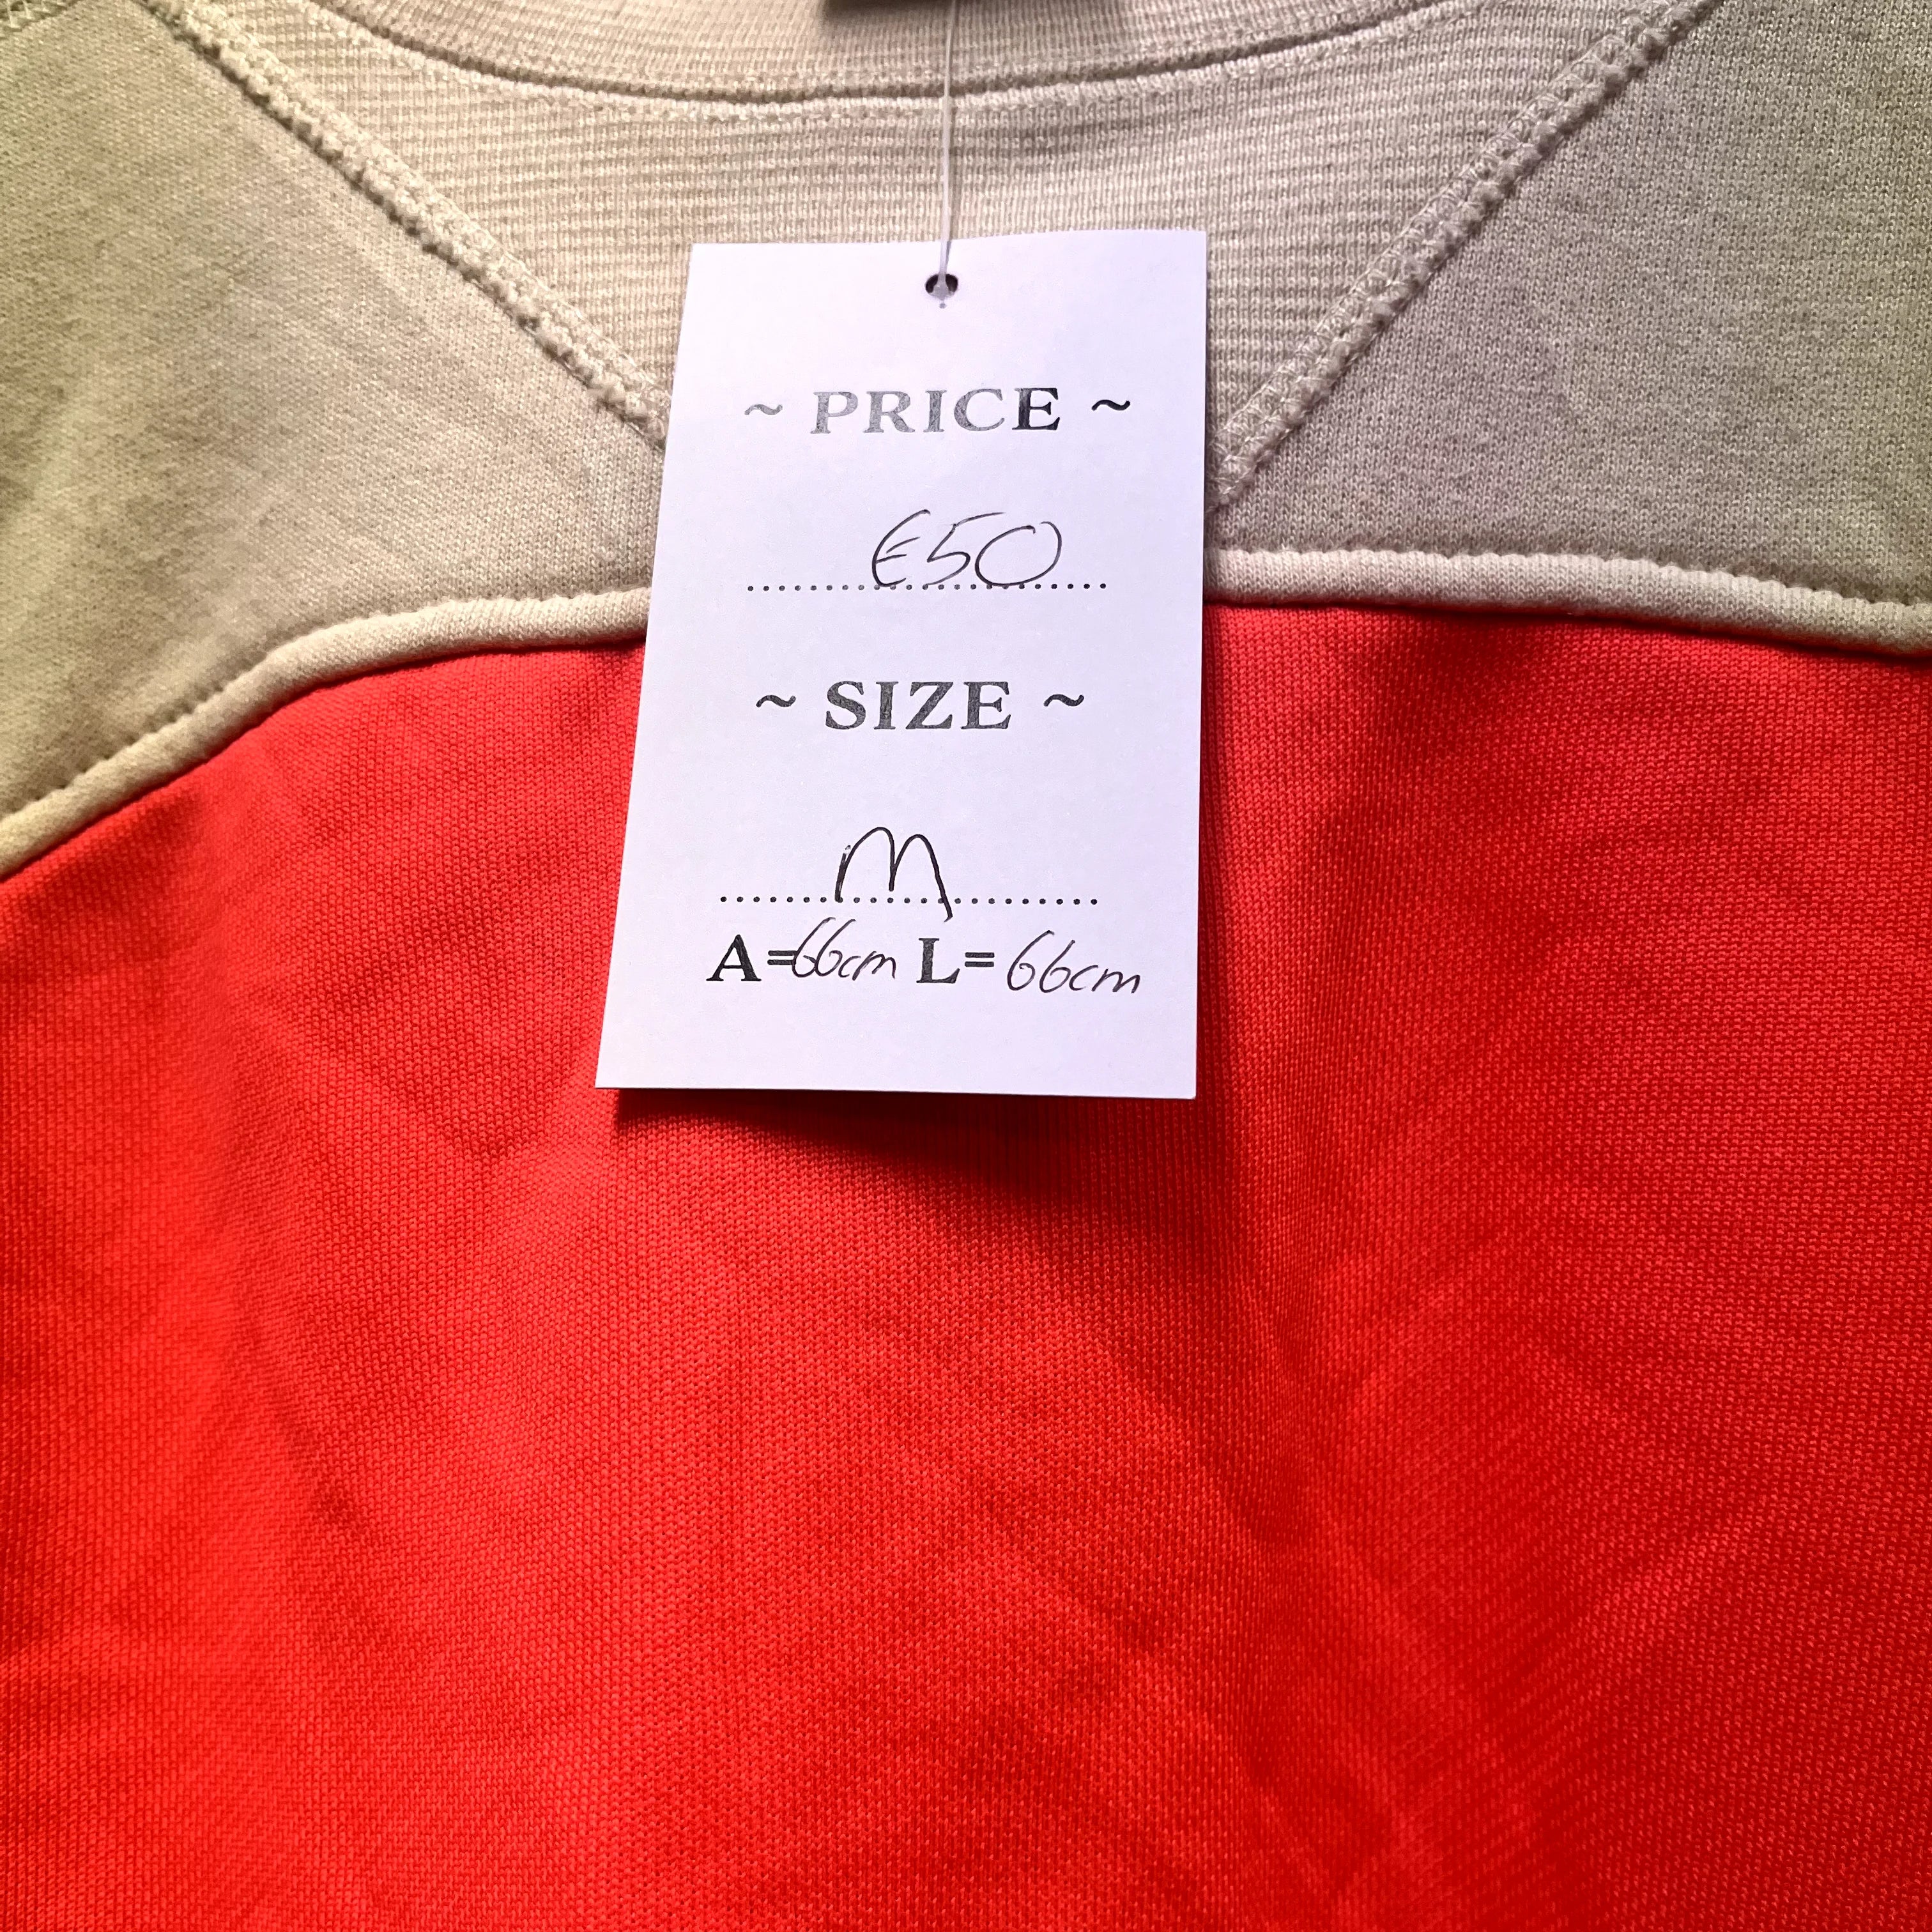 ~ PRICE ~
€50
~ SIZE ~
M
A=66cm L=66cm